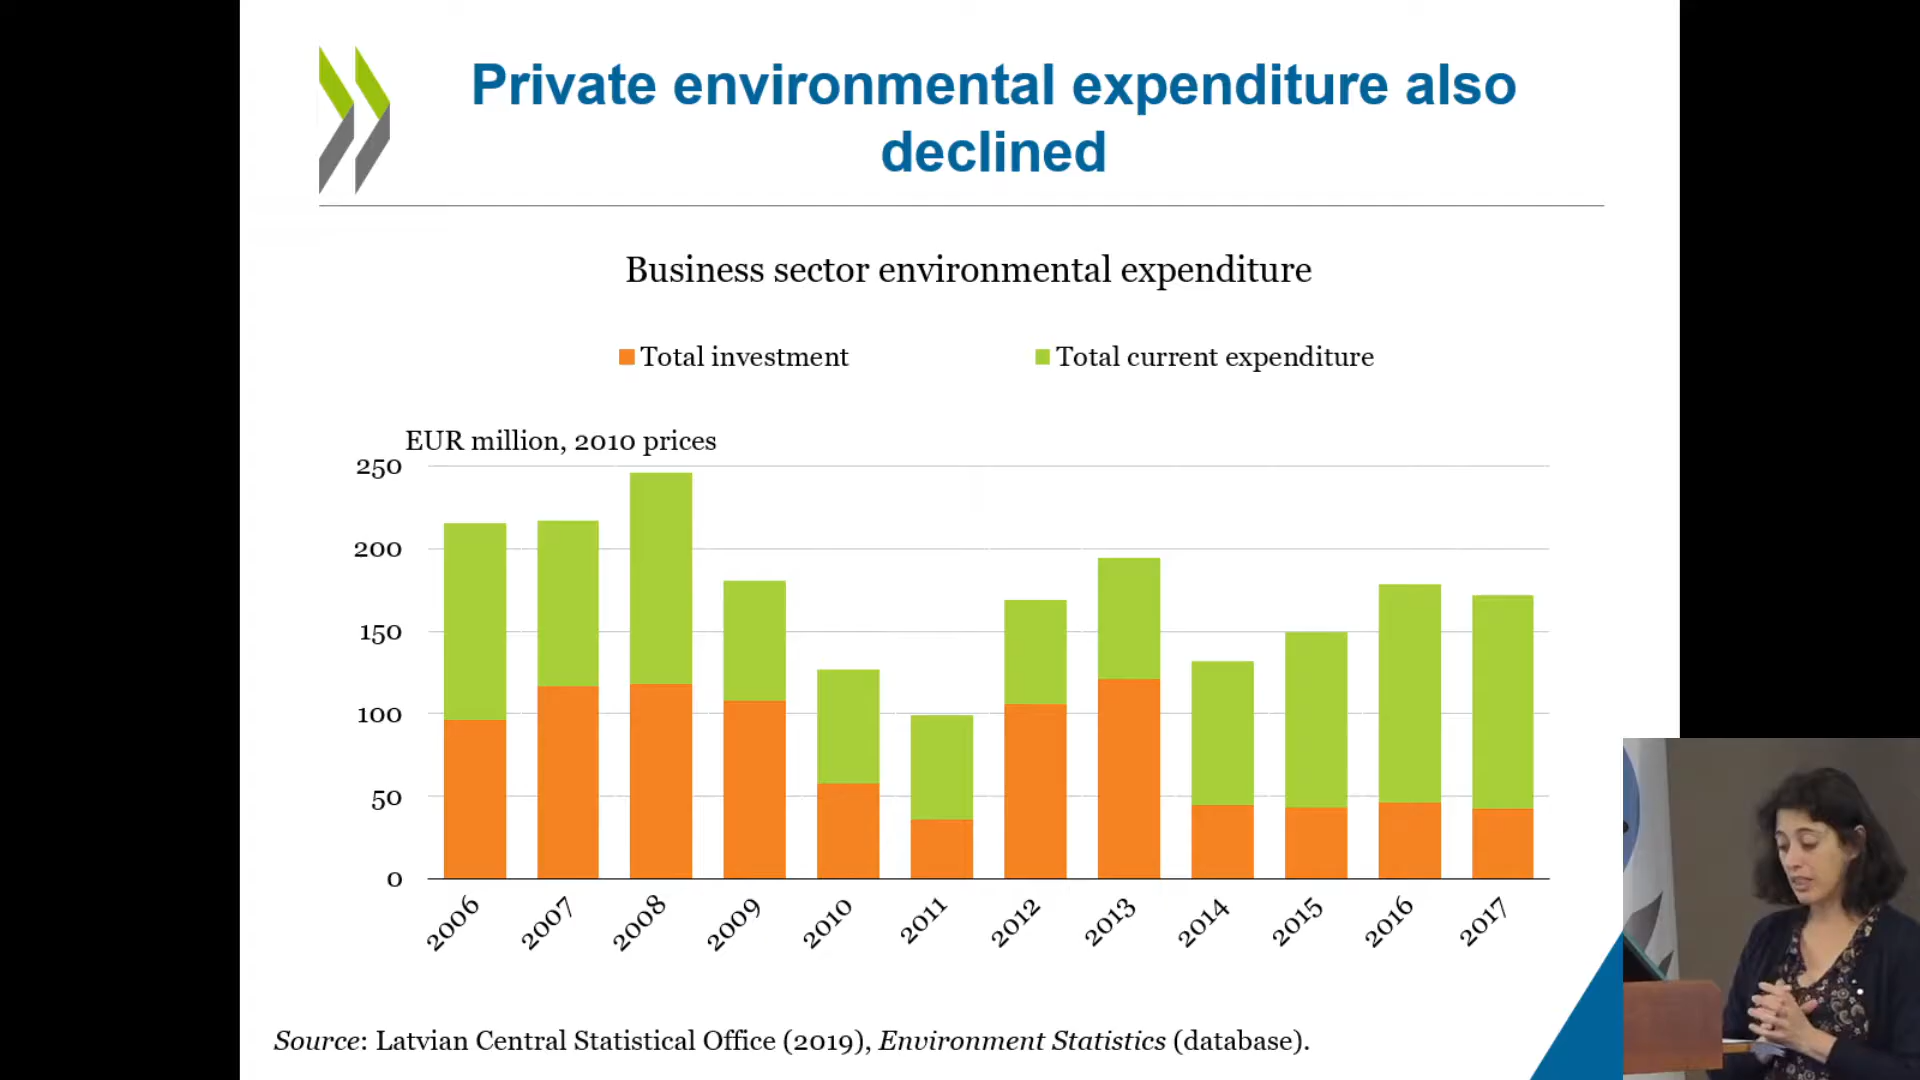 Private environmental expenditure also
declined
Business sector environmental expenditure
Total investment
Total current expenditure
EUR million, 2010 prices
250
200
150
100
50
0
2006
2007
2008
2009
2010
2011
2012
2013
2014
2015
2016
2017
Source: Latvian Central Statistical Office (2019), Environment Statistics (database).